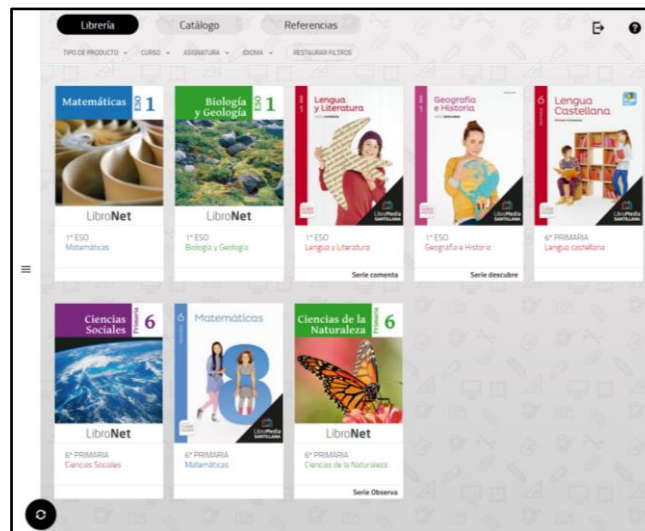 Librería
Catálogo
Referencias
TIPO DE PRODUCTO
CURSO
ASIGNATURA
IDIOMA
RESTAURAR FILTROS
Matemáticas
ESO
1
LibroNet
1º ESO
Matemáticas
Biología
y Geología
ESO
1
LibroNet
1º ESO
Biología y Geología
Lengua
y Literatura
LibroMedia
SANTILLANA
1º ESO
Lengua y Literatura
Serie comenta
Geografía
e Historia
LibroMedia
SANTILLANA
1º ESO
Geografía e Historia
Serie descubre
6
Lengua
Castellana
LibroMedia
SANTILLANA
6º PRIMARIA
Lengua castellana
Ciencias
Sociales
Primaria
6
LibroNet
6º PRIMARIA
Ciencias Sociales
6
Matemáticas
8
LibroMedia
SANTILLANA
6º PRIMARIA
Matemáticas
Ciencias de la
Naturaleza
Primaria
6
LibroNet
6º PRIMARIA
Ciencias de la Naturaleza
Serie Observa